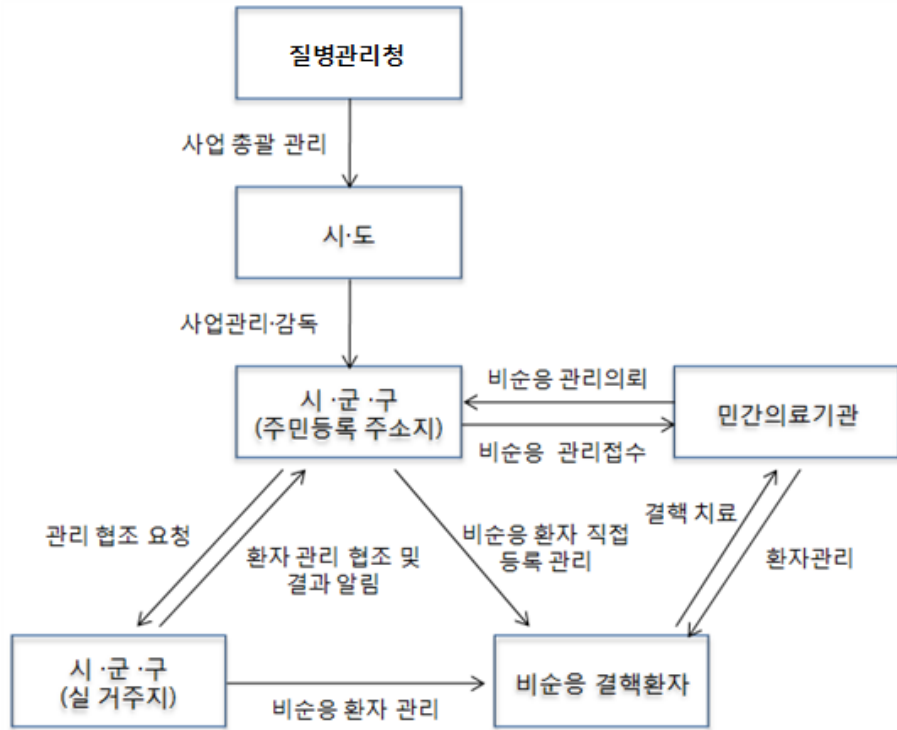 질병관리청
사업 총괄 관리
시·도
사업관리·감독
시 ·군 ·구
(주민등록 주소지)
비순응 관리의뢰
비순응 관리접수
민간의료기관
관리 협조 요청
환자 관리 협조 및
결과 알림
비순응 환자 직접
등록 관리
결핵 치료
환자관리
시 ·군 ·구
(실 거주지)
비순응 환자 관리
비순응 결핵환자